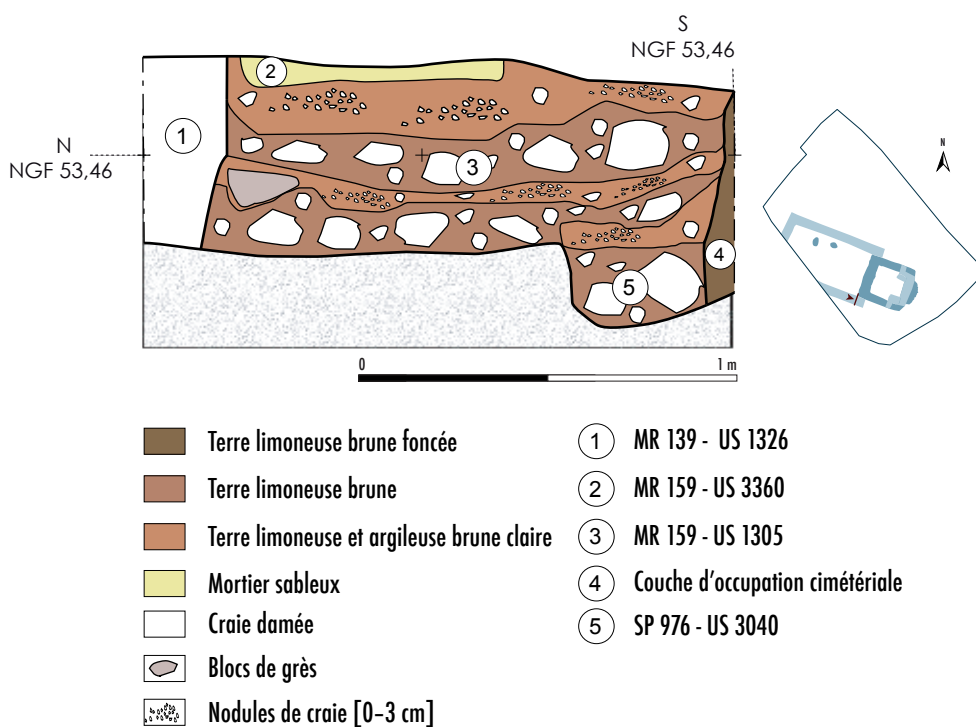 S
NGF 53,46
N
NGF 53,46
2
1
3
4
5
N
0
1 m
Terre limoneuse brune foncée
1
MR 139 - US 1326
Terre limoneuse brune
2
MR 159 - US 3360
Terre limoneuse et argileuse brune claire
3
MR 159 - US 1305
Mortier sableux
4
Couche d'occupation cimétériale
Craie damée
5
SP 976 - US 3040
Blocs de grès
Nodules de craie [0-3 cm]